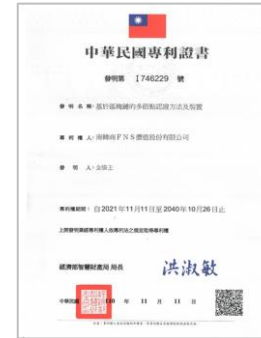 中華民國專利證書
發明第 I746229 號
發明名稱：基於區塊鏈的多節點認證方法及裝置
專利權人：南韓商FNS價值股份有限公司
發明人：
專利權期間：自2021年11月11日至2040年10月26日止
上開發明業經專利權人依專利法之規定取得專利權
經濟部智慧財產局 局長
洪淑敏
中華民國 110 年 11 月 11 日